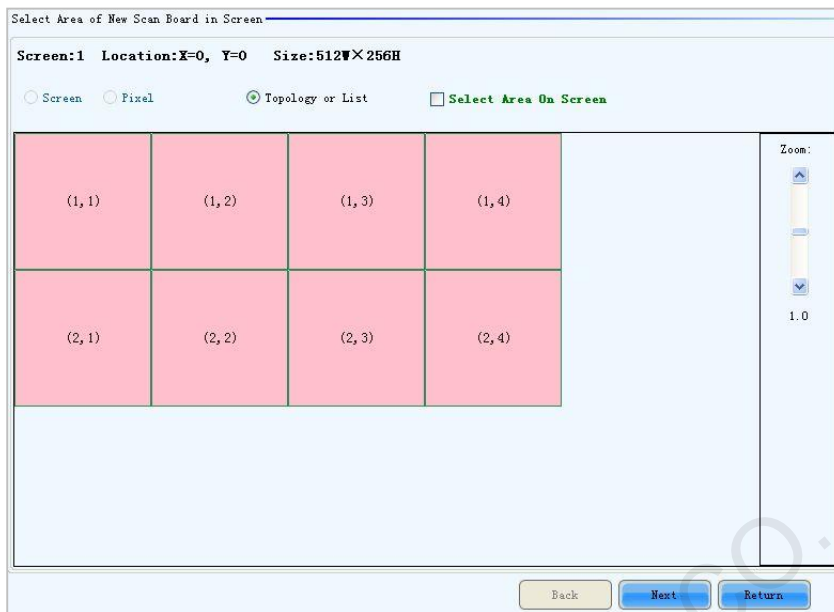 Select Area of New Scan Board in Screen
Screen:1 Location:X=0, Y=0 Size:512W×256H
Screen Pixel Topology or List Select Area On Screen
Zoom:
(1,1) (1,2) (1,3) (1,4)
1.0
(2,1) (2,2) (2,3) (2,4)
Back Next Return